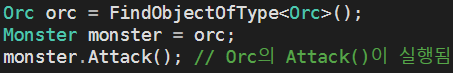 Orc orc = FindObjectOfType<Orc>();
Monster monster = orc;
monster.Attack(); // Orc의 Attack()이 실행됨